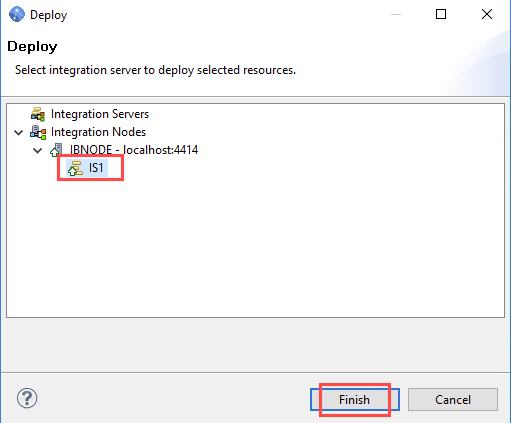 Deploy
Deploy
Select integration server to deploy selected resources.
Integration Servers
Integration Nodes
IBNODE - localhost:4414
IS1
?
Finish Cancel